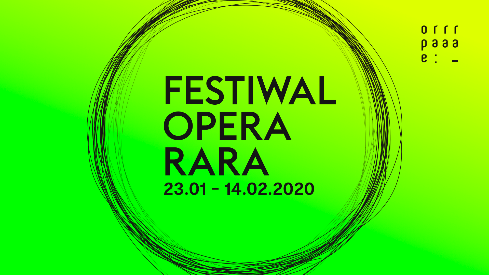 FESTIWAL
OPERA
RARA
23.01 - 14.02.2020
orrr
paaa
e: _